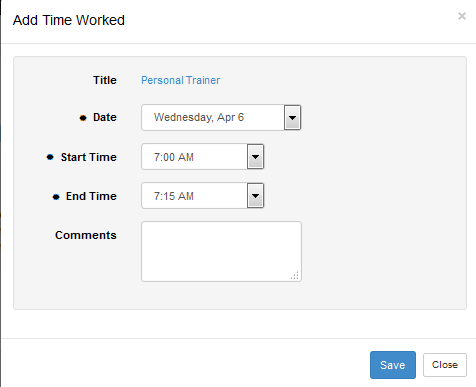 Add Time Worked ×
Title Personal Trainer
* Date Wednesday, Apr 6
* Start Time 7:00 AM
* End Time 7:15 AM
Comments
Save Close